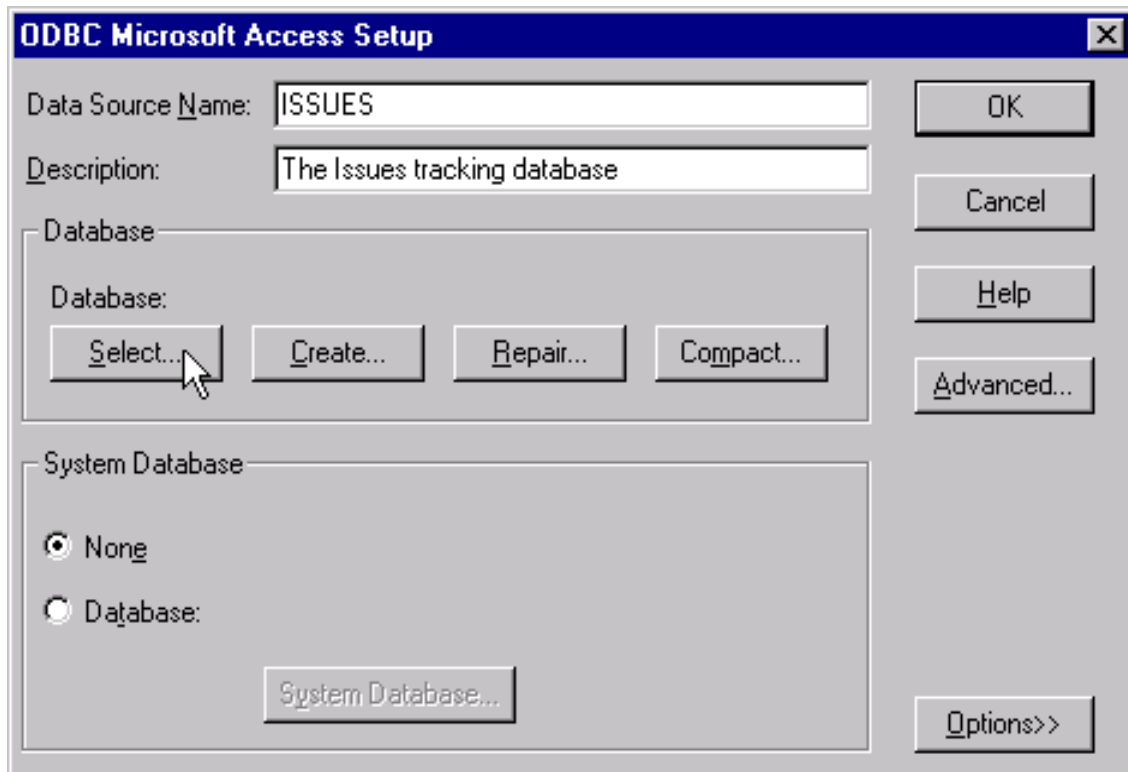 ODBC Microsoft Access Setup
Data Source Name: ISSUES
OK
Description: The Issues tracking database
Cancel
Database
Database:
Help
Select... Create... Repair... Compact...
Advanced...
System Database
None
Database:
System Database...
Options>>